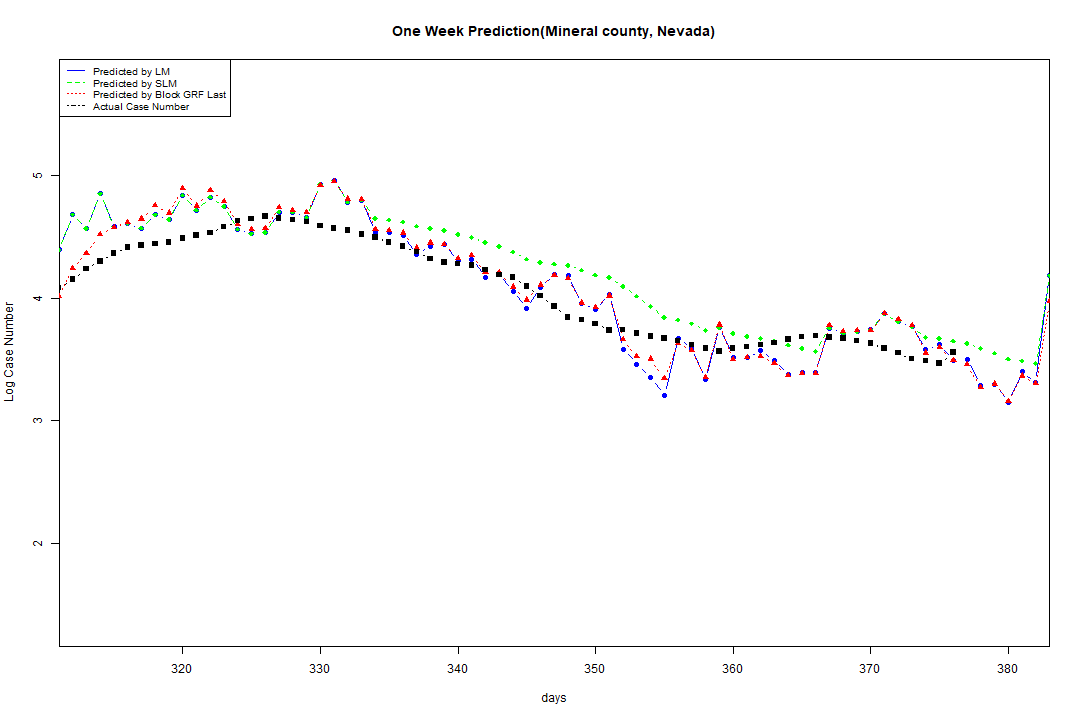 One Week Prediction(Mineral county, Nevada)
Predicted by LM
Predicted by SLM
Predicted by Block GRF Last
Actual Case Number
5
4
3
2
Log Case Number
320 330 340 350 360 370 380
days